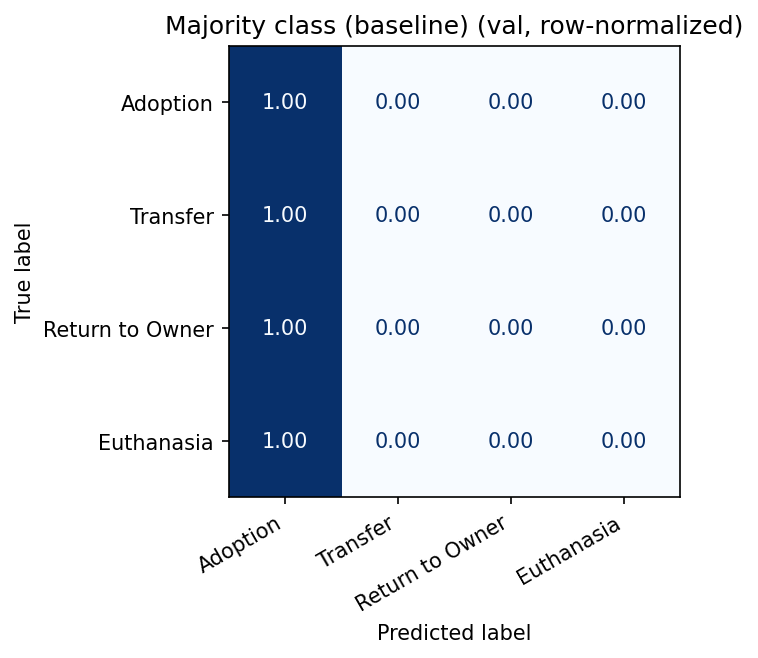 Majority class (baseline) (val, row-normalized)
True label
Adoption 1.00 0.00 0.00 0.00
Transfer 1.00 0.00 0.00 0.00
Return to Owner 1.00 0.00 0.00 0.00
Euthanasia 1.00 0.00 0.00 0.00
Adoption Transfer Return to Owner Euthanasia
Predicted label